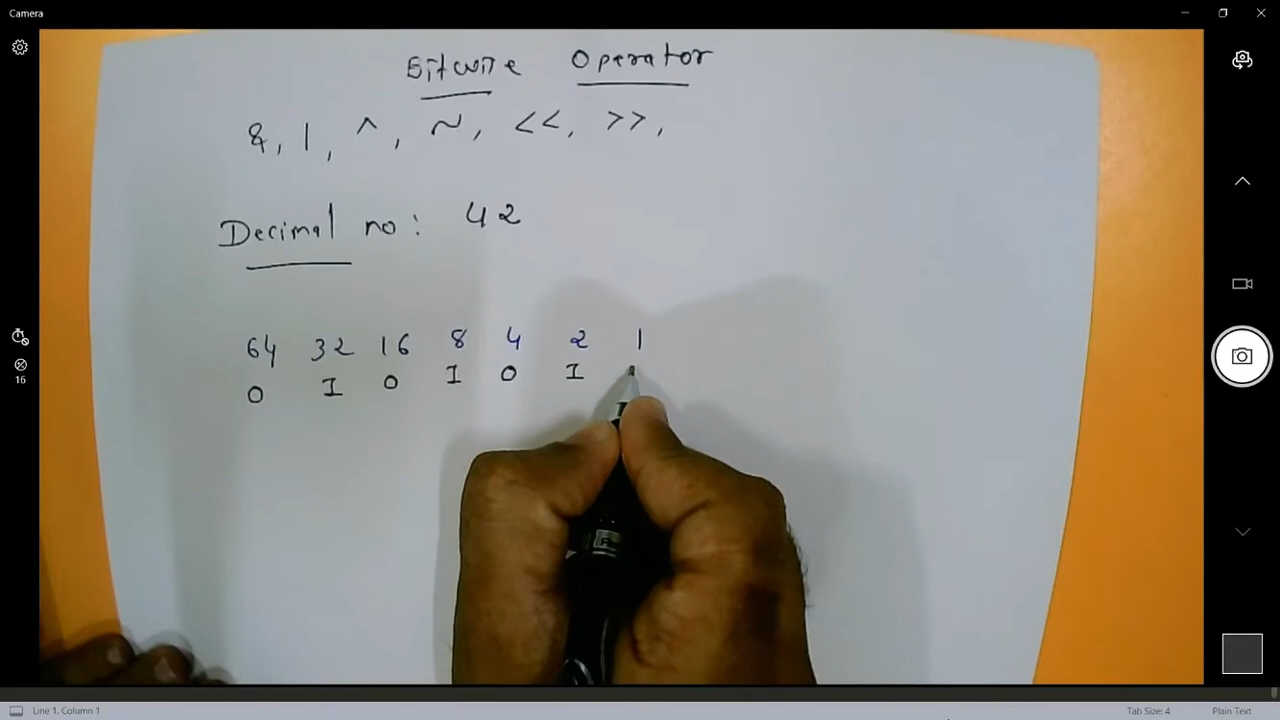 Camera
Bitwise Operator
&, |, ^, ~, <<, >>,
Decimal no: 42
64 32 16 8 4 2 1
0 1 0 1 0 1
16
Line 1, Column 1
Tab Size: 4
Plain Text